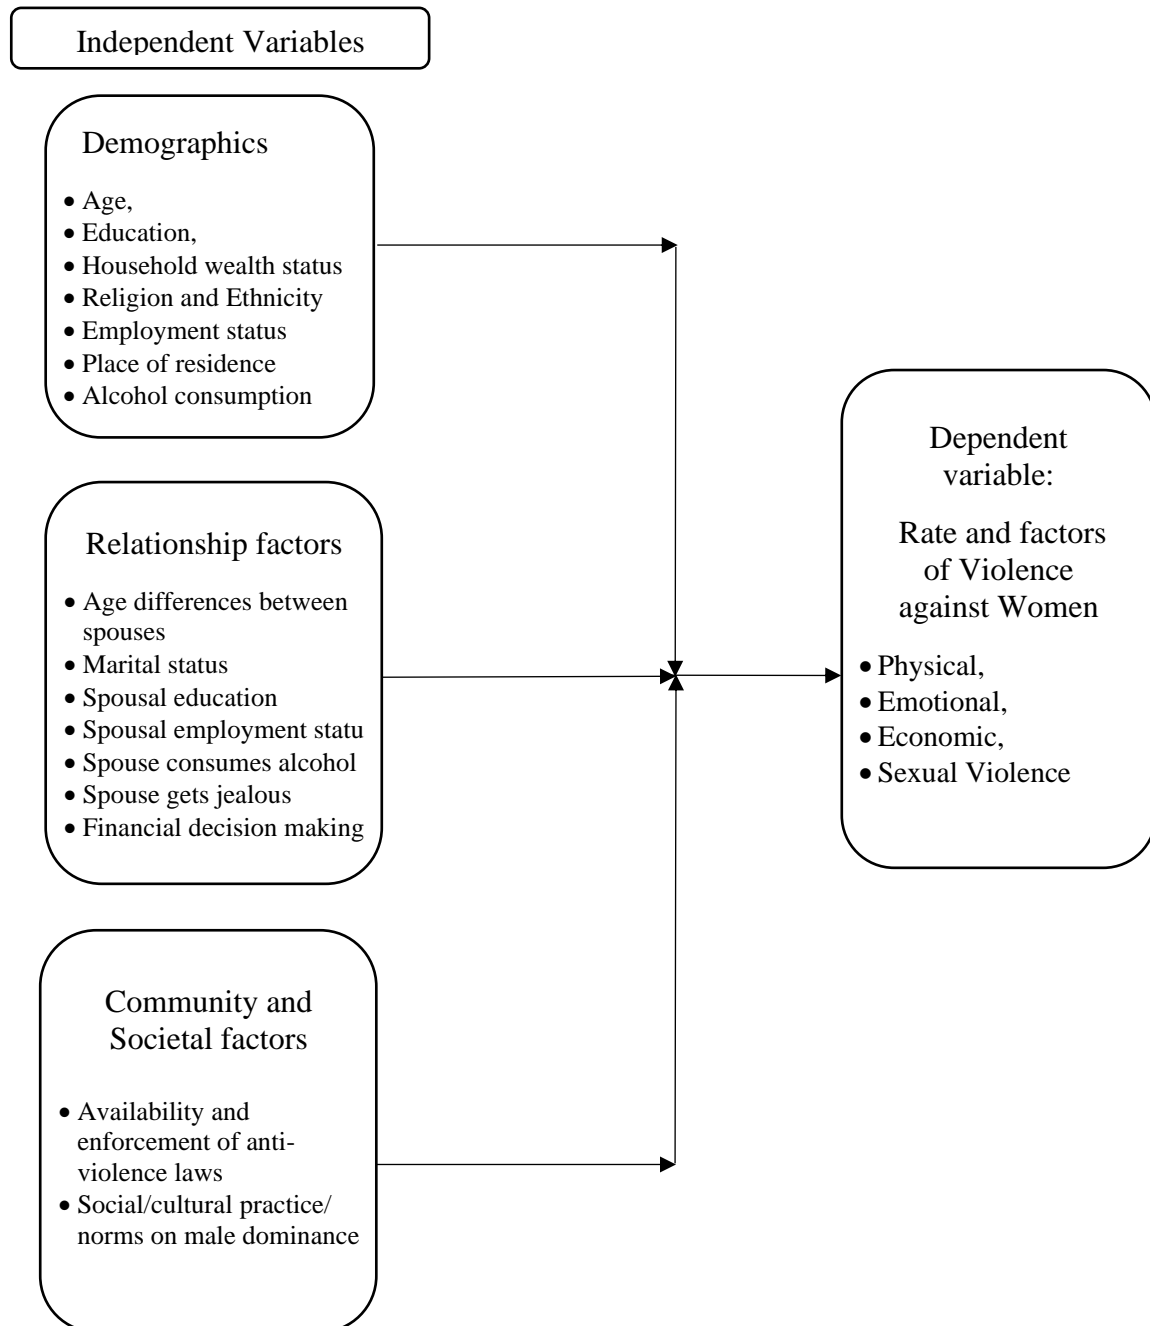 Independent Variables
Demographics
• Age,
• Education,
• Household wealth status
• Religion and Ethnicity
• Employment status
• Place of residence
• Alcohol consumption
Relationship factors
• Age differences between
spouses
• Marital status
• Spousal education
• Spousal employment statu
• Spouse consumes alcohol
• Spouse gets jealous
• Financial decision making
Community and
Societal factors
• Availability and
enforcement of anti-
violence laws
• Social/cultural practice/
norms on male dominance
Dependent
variable:
Rate and factors
of Violence
against Women
• Physical,
• Emotional,
• Economic,
• Sexual Violence